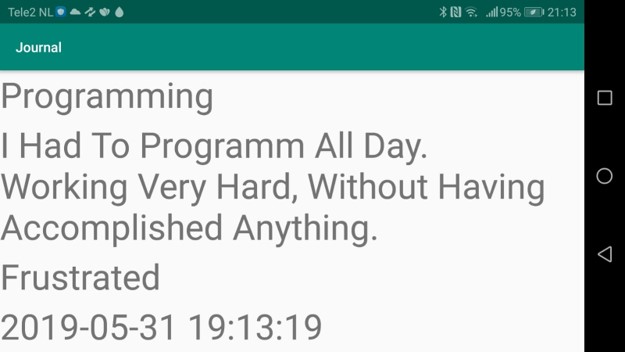 Tele2 NL 95% 21:13
Journal
Programming
I Had To Programm All Day.
Working Very Hard, Without Having
Accomplished Anything.
Frustrated
2019-05-31 19:13:19